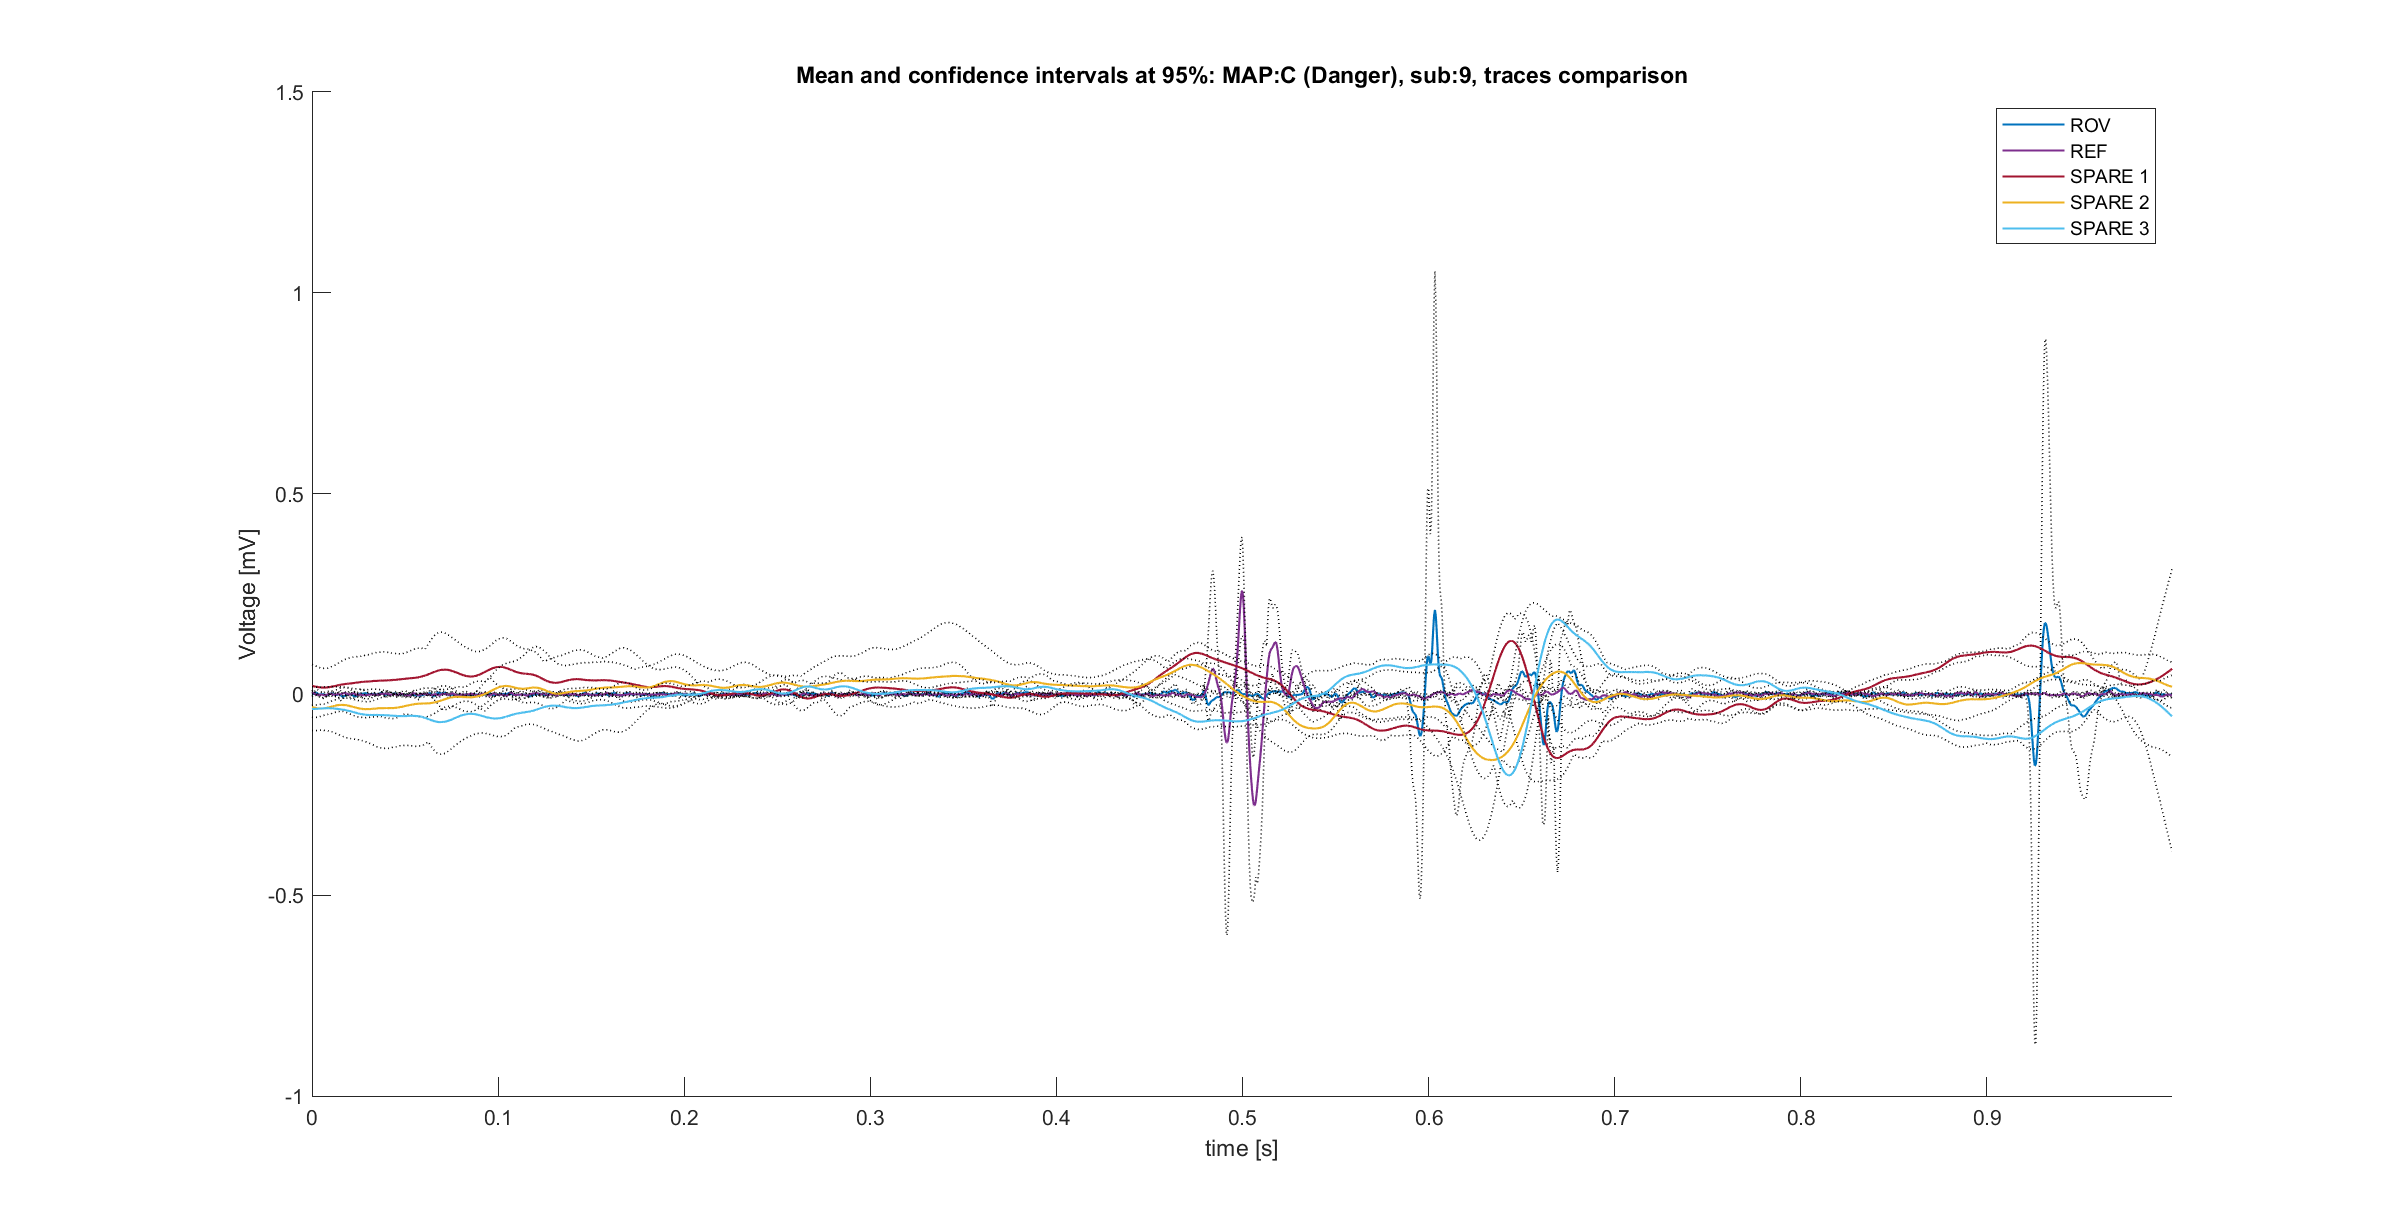 Mean and confidence intervals at 95%: MAP:C (Danger), sub:9, traces comparison
1.5
1
0.5
0
-0.5
-1
Voltage [mV]
ROV
REF
SPARE 1
SPARE 2
SPARE 3
0 0.1 0.2 0.3 0.4 0.5 0.6 0.7 0.8 0.9
time [s]